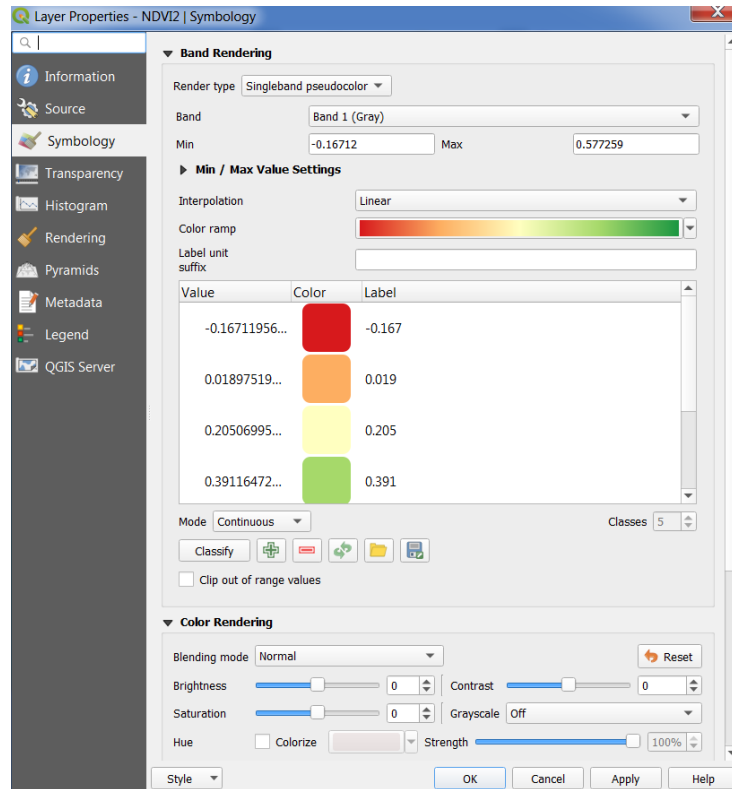 Layer Properties - NDVI2 | Symbology
Information
Source
Symbology
Transparency
Histogram
Rendering
Pyramids
Metadata
Legend
QGIS Server
Band Rendering
Render type Singleband pseudocolor
Band Band 1 (Gray)
Min -0.16712 Max 0.577259
Min / Max Value Settings
Interpolation Linear
Color ramp
Label unit
suffix
Value Color Label
-0.16711956... -0.167
0.01897519... 0.019
0.20506995... 0.205
0.39116472... 0.391
Mode Continuous Classes 5
Classify
Clip out of range values
Color Rendering
Blending mode Normal Reset
Brightness 0 Contrast 0
Saturation 0 Grayscale Off
Hue Colorize Strength 100%
Style OK Cancel Apply Help